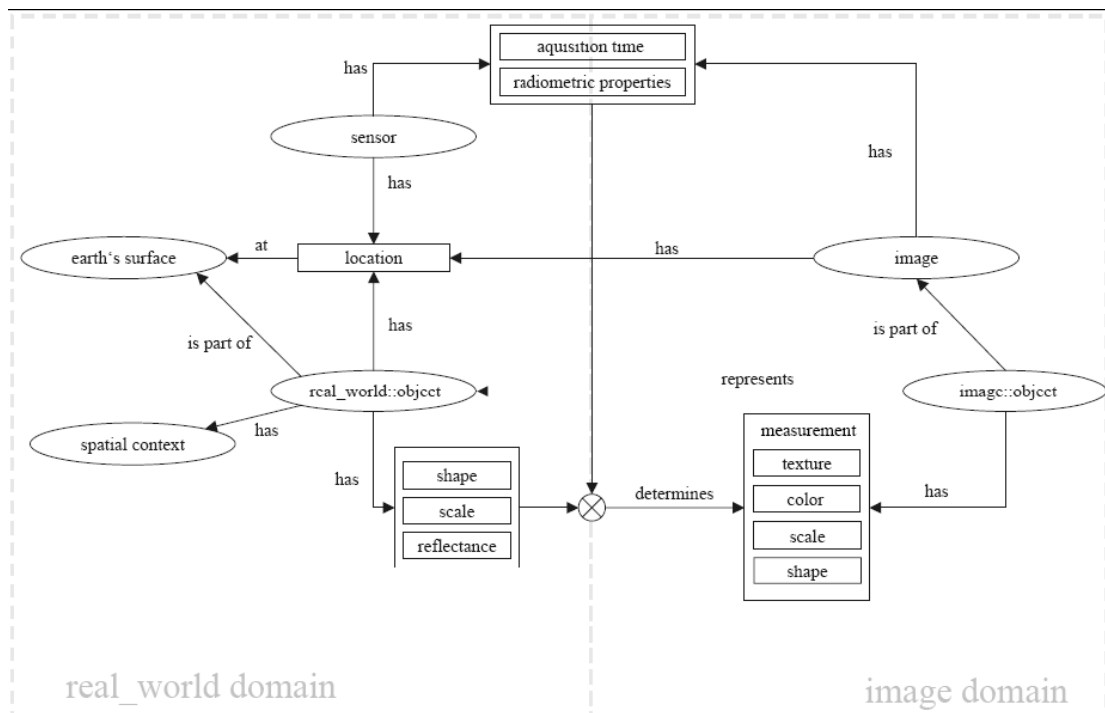 aquisition time
has
radiometric properties
sensor
has
has
earth‘s surface
at
location
has
image
is part of
has
is part of
real_world::object
represents
image::object
spatial context
has
measurement
has
shape
texture
scale
determines
color
has
reflectance
scale
shape
real_world domain
image domain